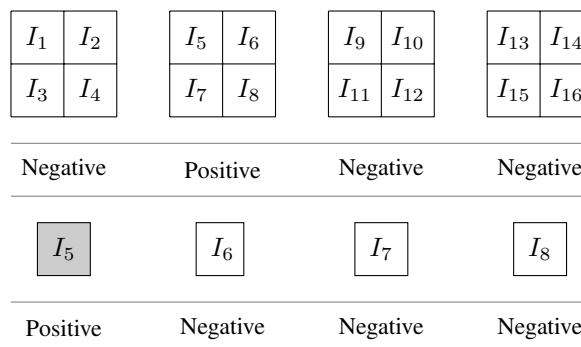 I₁ I₂ I₅ I₆ I₉ I₁₀ I₁₃ I₁₄
I₃ I₄ I₇ I₈ I₁₁ I₁₂ I₁₅ I₁₆
Negative Positive Negative Negative
I₅ I₆ I₇ I₈
Positive Negative Negative Negative